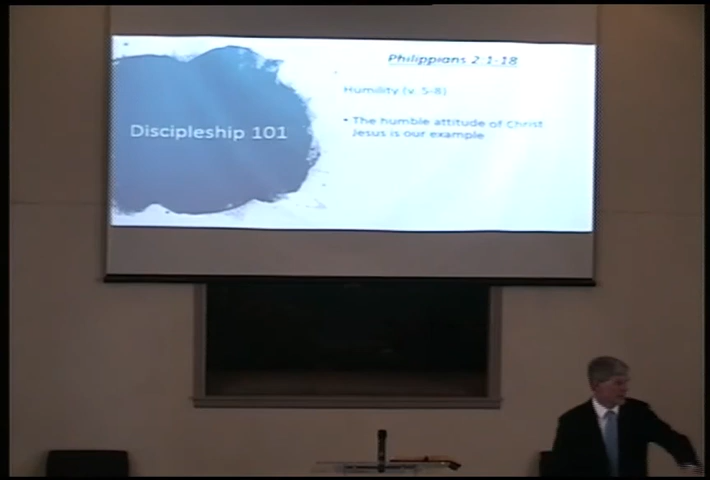 Discipleship 101
Philippians 2:1-18
Humility (v. 5-8)
• The humble attitude of Christ
Jesus is our example